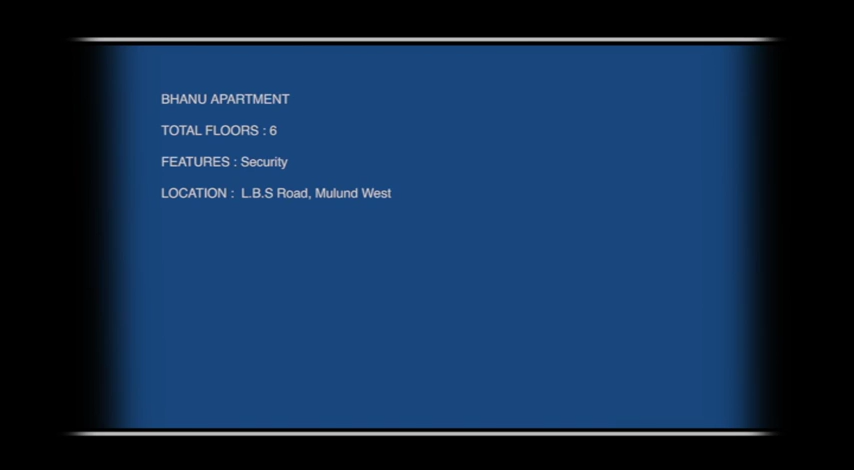 BHANU APARTMENT
TOTAL FLOORS : 6
FEATURES : Security
LOCATION :  L.B.S Road, Mulund West